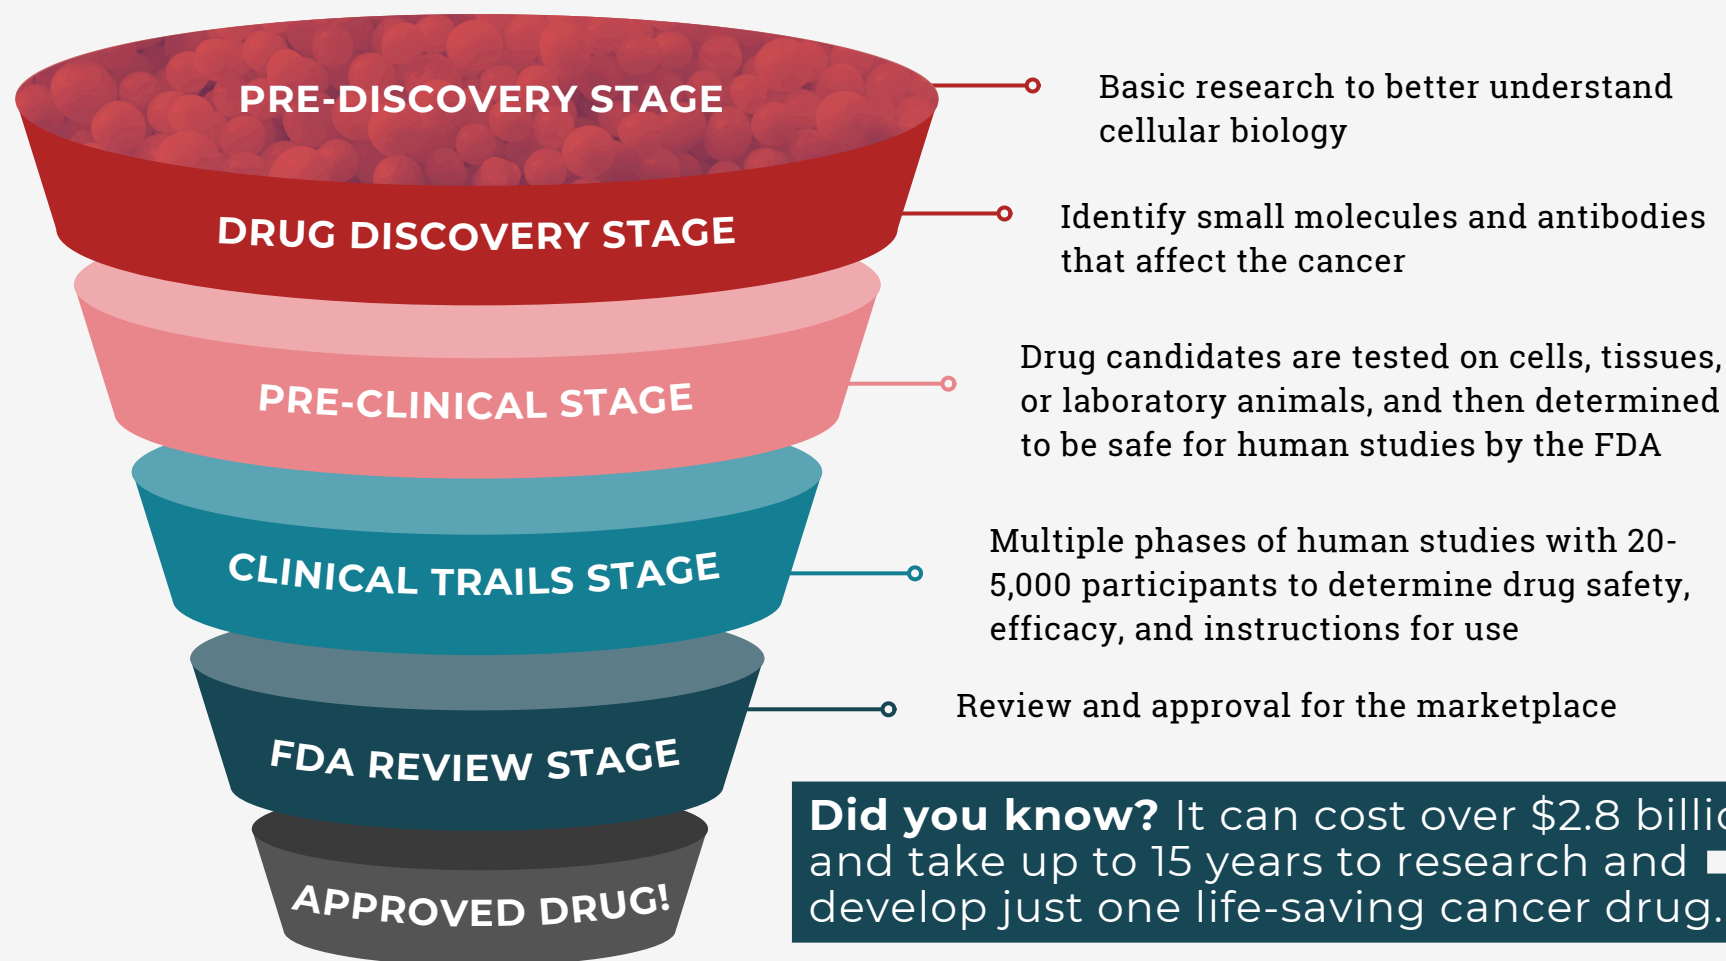 PRE-DISCOVERY STAGE
Basic research to better understand
cellular biology
DRUG DISCOVERY STAGE
Identify small molecules and antibodies
that affect the cancer
PRE-CLINICAL STAGE
Drug candidates are tested on cells, tissues,
or laboratory animals, and then determined
to be safe for human studies by the FDA
CLINICAL TRAILS STAGE
Multiple phases of human studies with 20-
5,000 participants to determine drug safety,
efficacy, and instructions for use
FDA REVIEW STAGE
Review and approval for the marketplace
APPROVED DRUG!
Did you know? It can cost over $2.8
and take up to 15 years to research and
develop just one life-saving cancer drug.